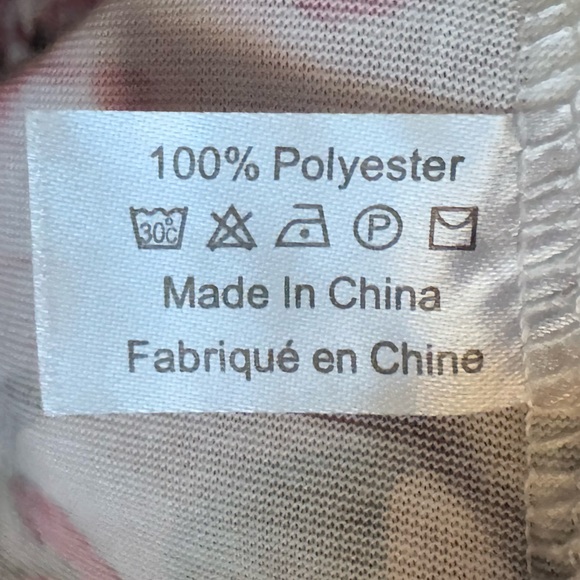 100% Polyester
30°C P
Made In China
Fabriqué en Chine